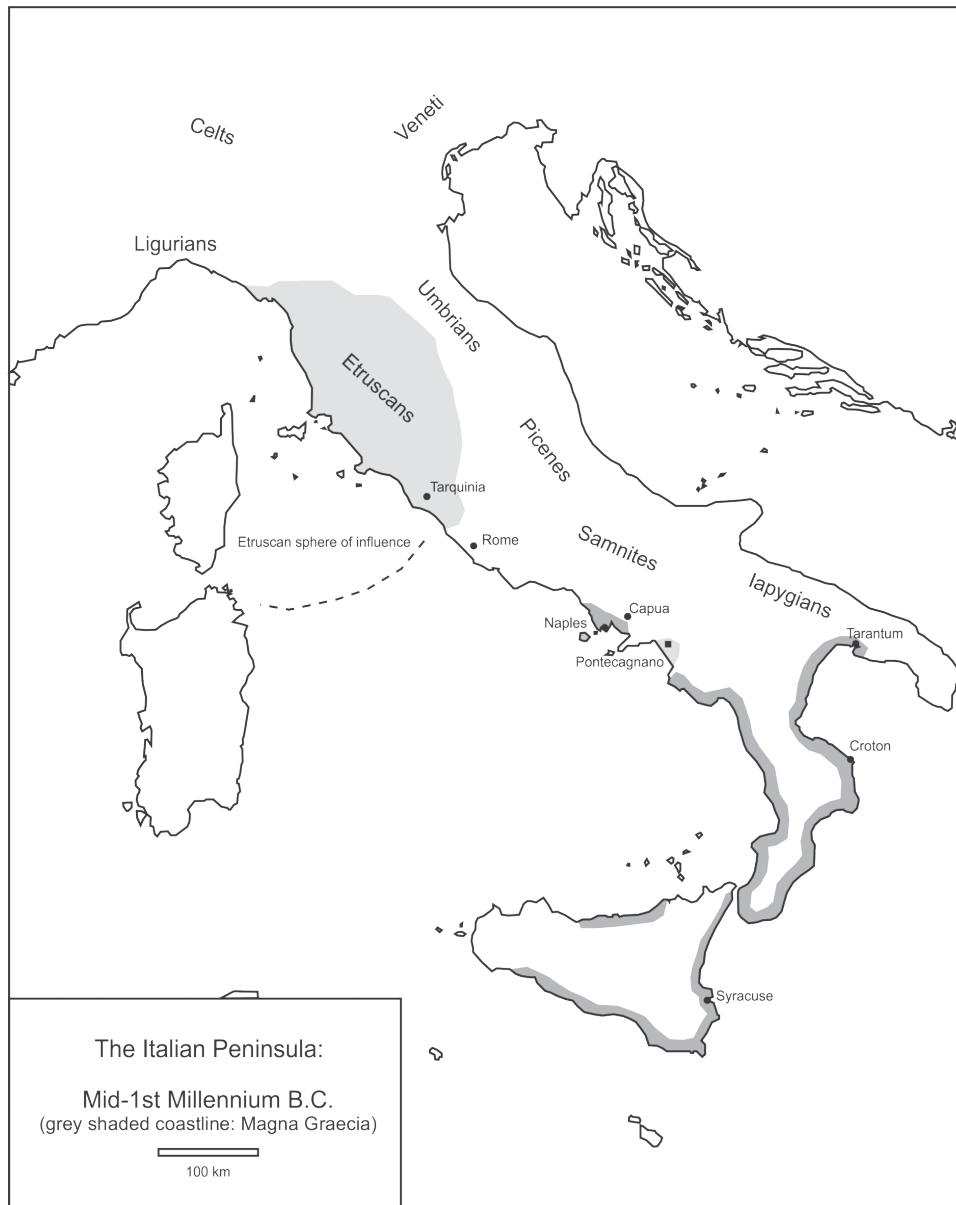 Celts
Veneti
Ligurians
Umbrians
Etruscans
Picenes
Tarquinia
Etruscan sphere of influence
Rome
Samnites
Iapygians
Capua
Naples
Tarantum
Pontecagnano
Croton
Syracuse
The Italian Peninsula:
Mid-1st Millennium B.C.
(grey shaded coastline: Magna Graecia)
100 km